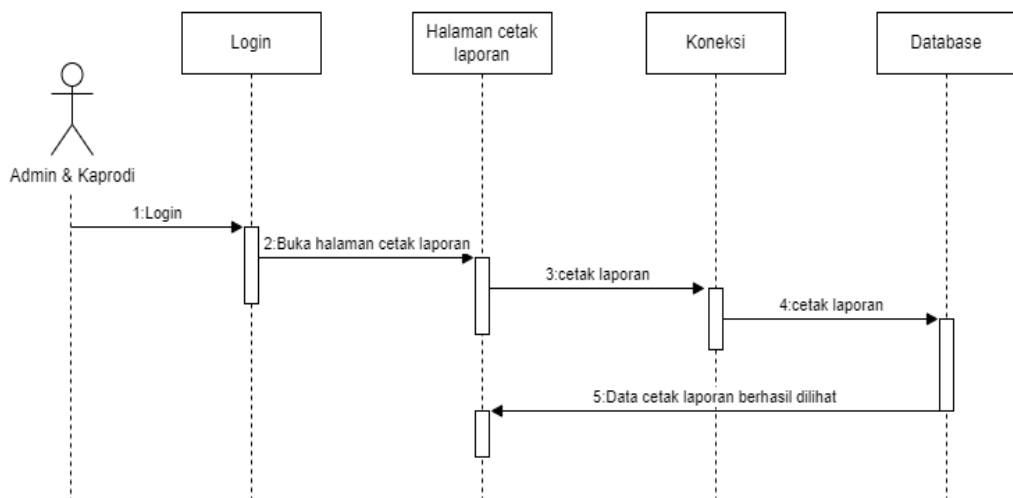 Login
Halaman cetak
laporan
Koneksi
Database
Admin & Kaprodi
1:Login
2:Buka halaman cetak laporan
3:cetak laporan
4:cetak laporan
5:Data cetak laporan berhasil dilihat